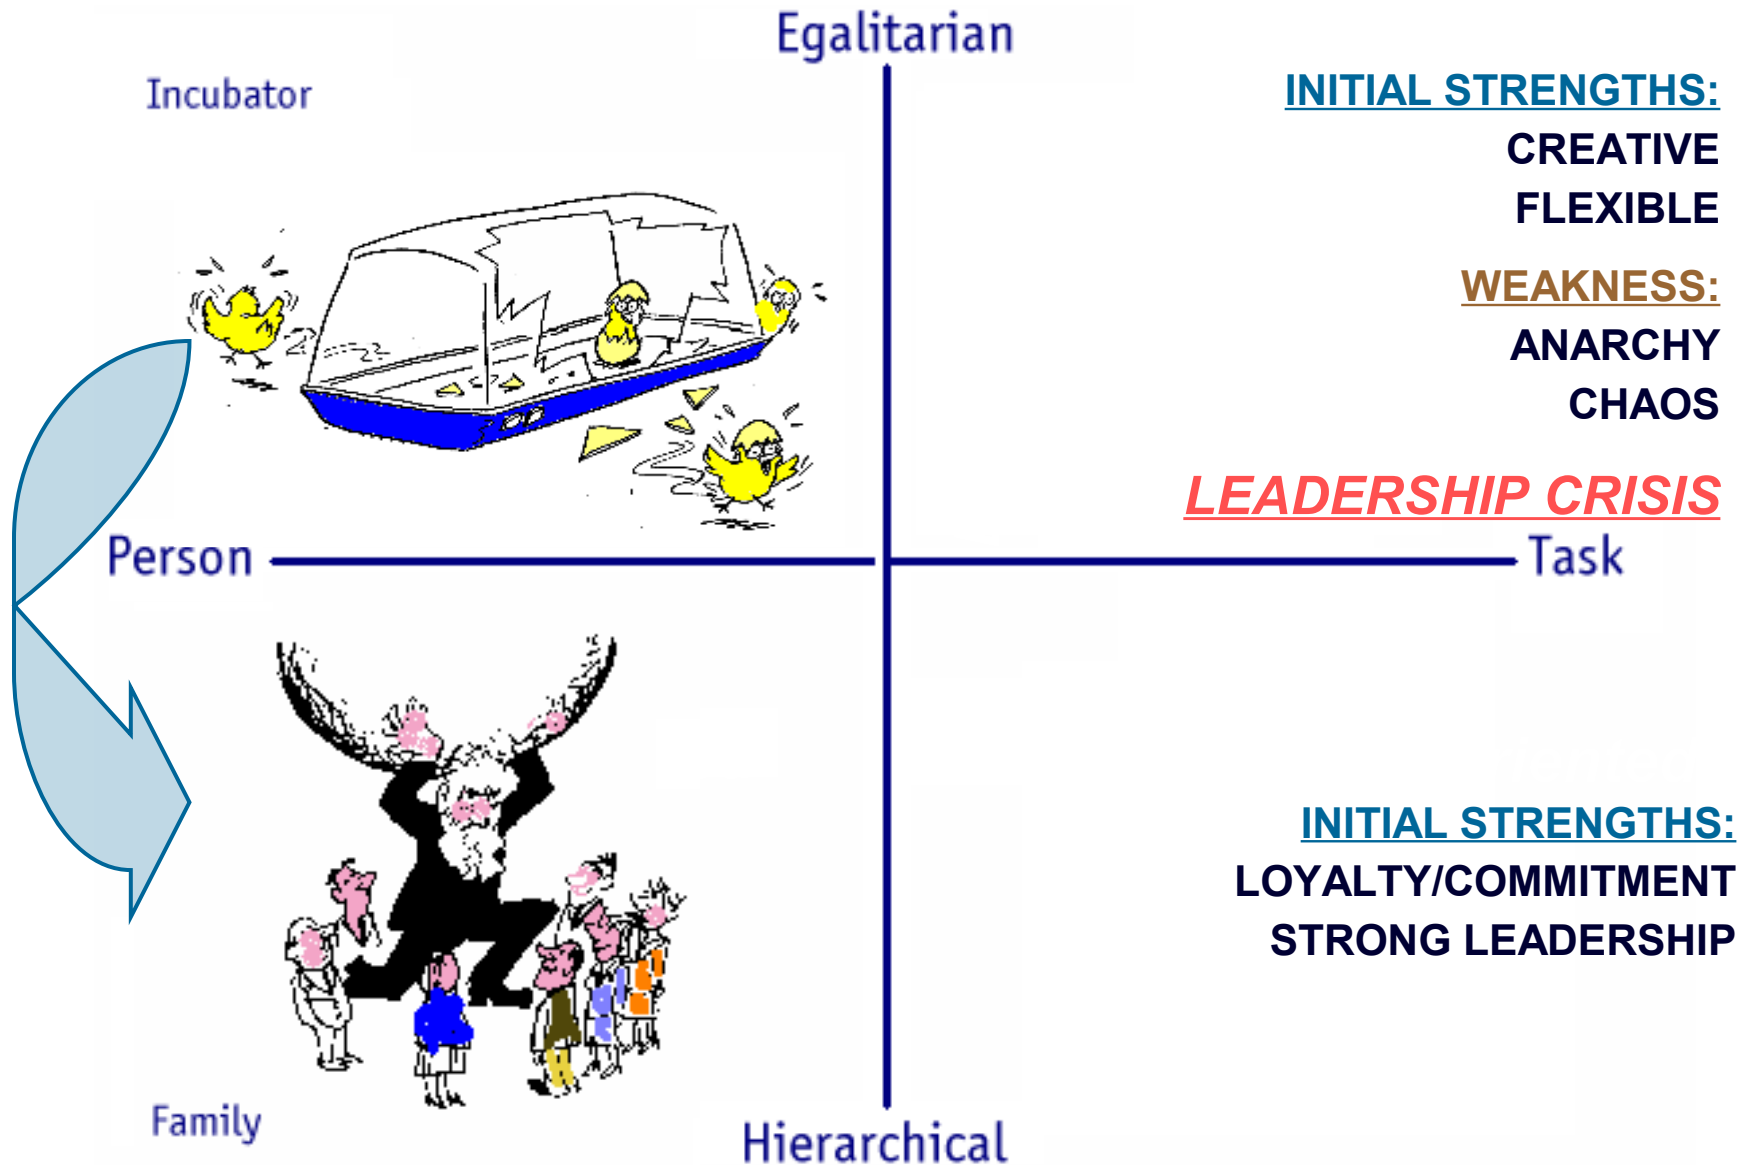 Egalitarian
Incubator
INITIAL STRENGTHS:
CREATIVE
FLEXIBLE
WEAKNESS:
ANARCHY
CHAOS
LEADERSHIP CRISIS
Person
Task
INITIAL STRENGTHS:
LOYALTY/COMMITMENT
STRONG LEADERSHIP
Family
Hierarchical